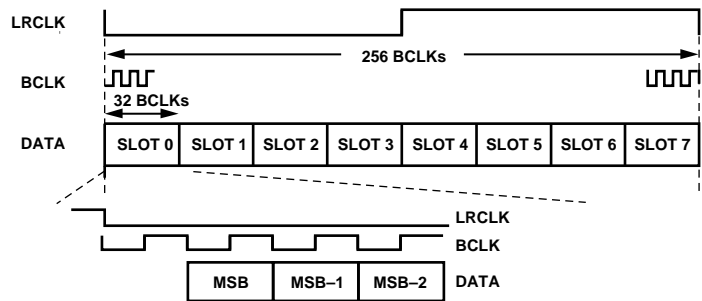 LRCLK
256 BCLKs
BCLK
32 BCLKs
DATA SLOT 0 SLOT 1 SLOT 2 SLOT 3 SLOT 4 SLOT 5 SLOT 6 SLOT 7
LRCLK
BCLK
MSB MSB–1 MSB–2 DATA